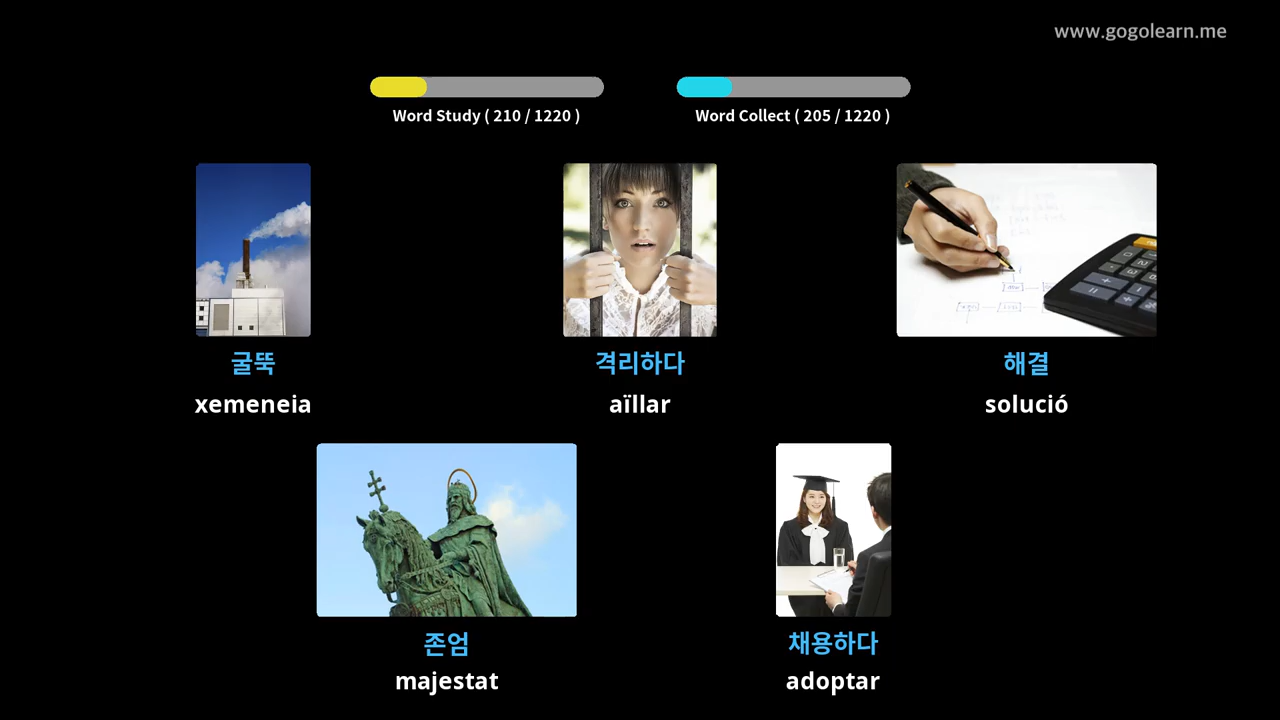 www.gogolearn.me
Word Study ( 210 / 1220 )
Word Collect ( 205 / 1220 )
굴뚝
격리하다
해결
xemeneia
aïllar
solució
존엄
채용하다
majestat
adoptar